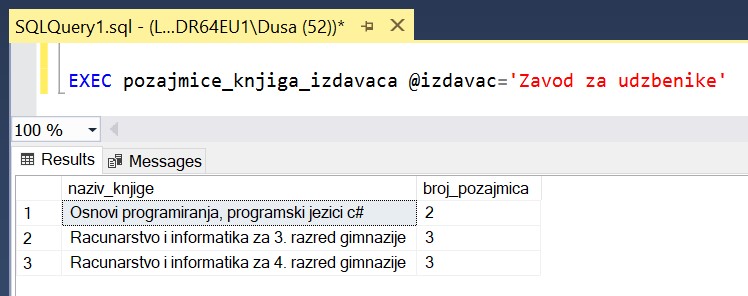 SQLQuery1.sql - (L...DR64EU1\Dusa (52))*
EXEC pozajmice_knjiga_izdavaca @izdavac='Zavod za udzbenike'
100 %
Results Messages
naziv_knjige broj_pozajmica
1 Osnovi programiranja, programski jezici c# 2
2 Racunarstvo i informatika za 3. razred gimnazije 3
3 Racunarstvo i informatika za 4. razred gimnazije 3